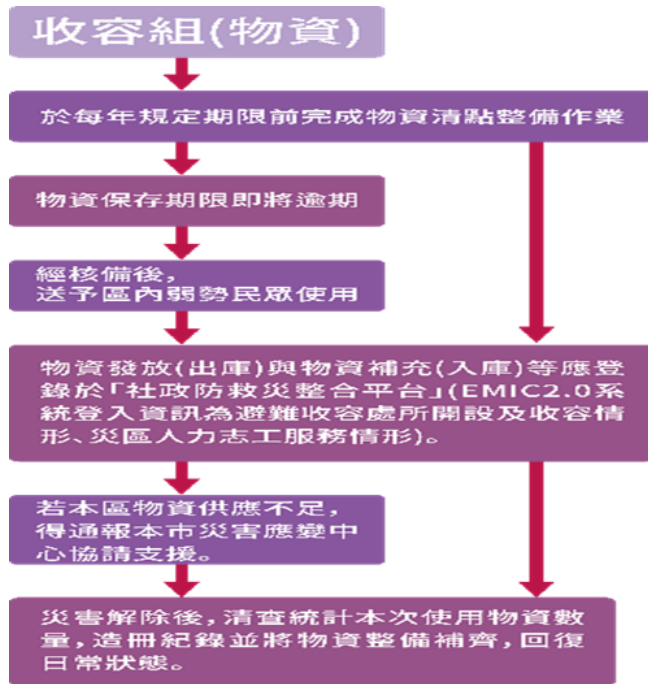 收容組(物資)
於每年規定期限前完成物資清點整備作業
物資保存期限即將逾期
經核備後,
送予區內弱勢民眾使用
物資發放(出庫)與物資補充(入庫)等應登
錄於「社政防救災整合平台」(EMIC2.0系
統登入資訊為避難收容處所開設及收容情
形、災區人力志工服務情形)。
若本區物資供應不足,
得通報本市災害應變中
心協請支援。
災害解除後,清查統計本次使用物資數
量,造冊紀錄並將物資整備補齊,回復
日常狀態。